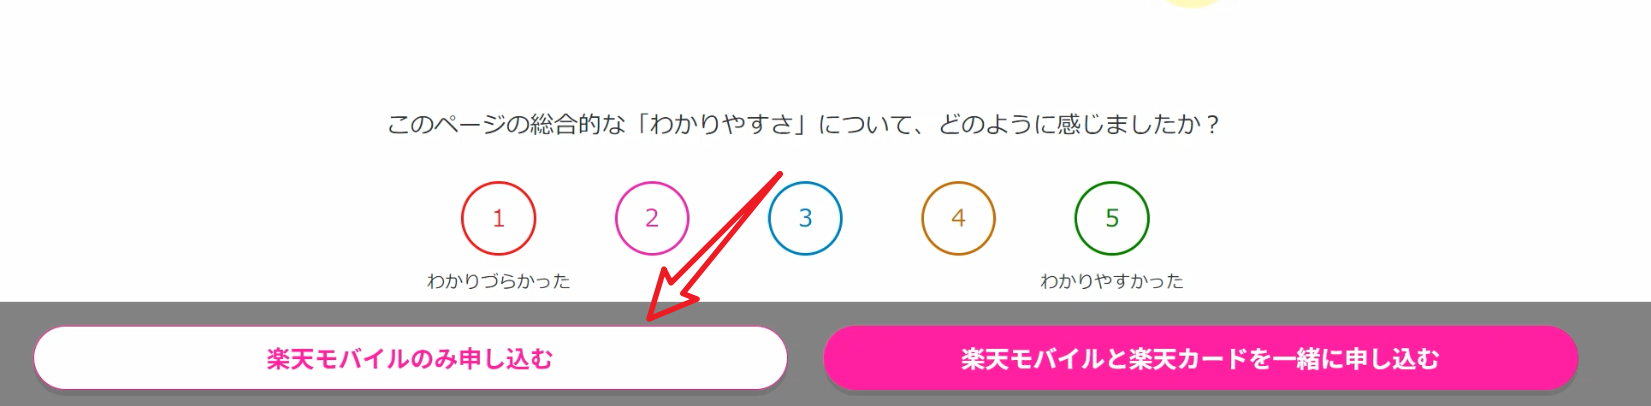 このページの総合的な「わかりやすさ」について、どのように感じましたか？
1 2 3 4 5
わかりづらかった わかりやすかった
楽天モバイルのみ申し込む 楽天モバイルと楽天カードを一緒に申し込む